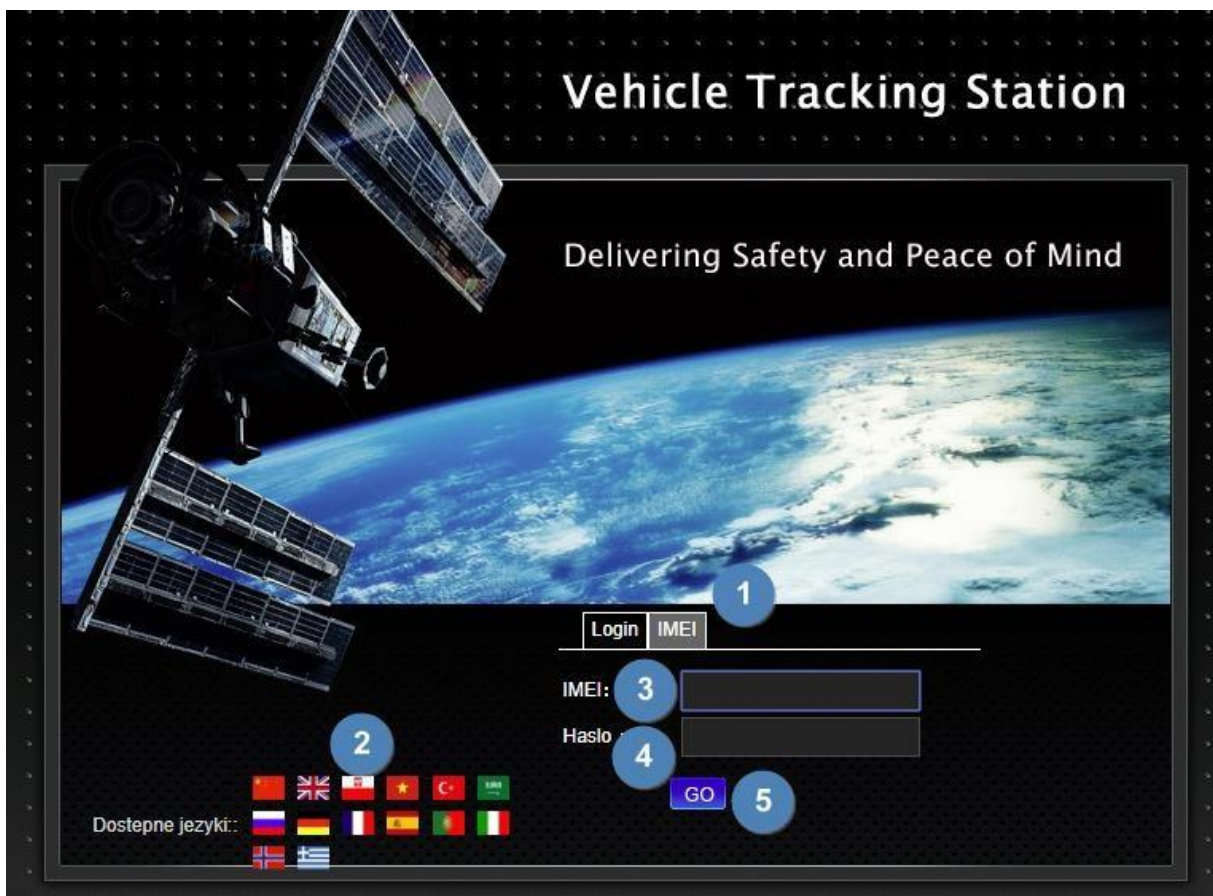 Vehicle Tracking Station
Delivering Safety and Peace of Mind
1
Login IMEI
IMEI: 3
Haslo :
4
GO 5
2
Dostepne jezyki::